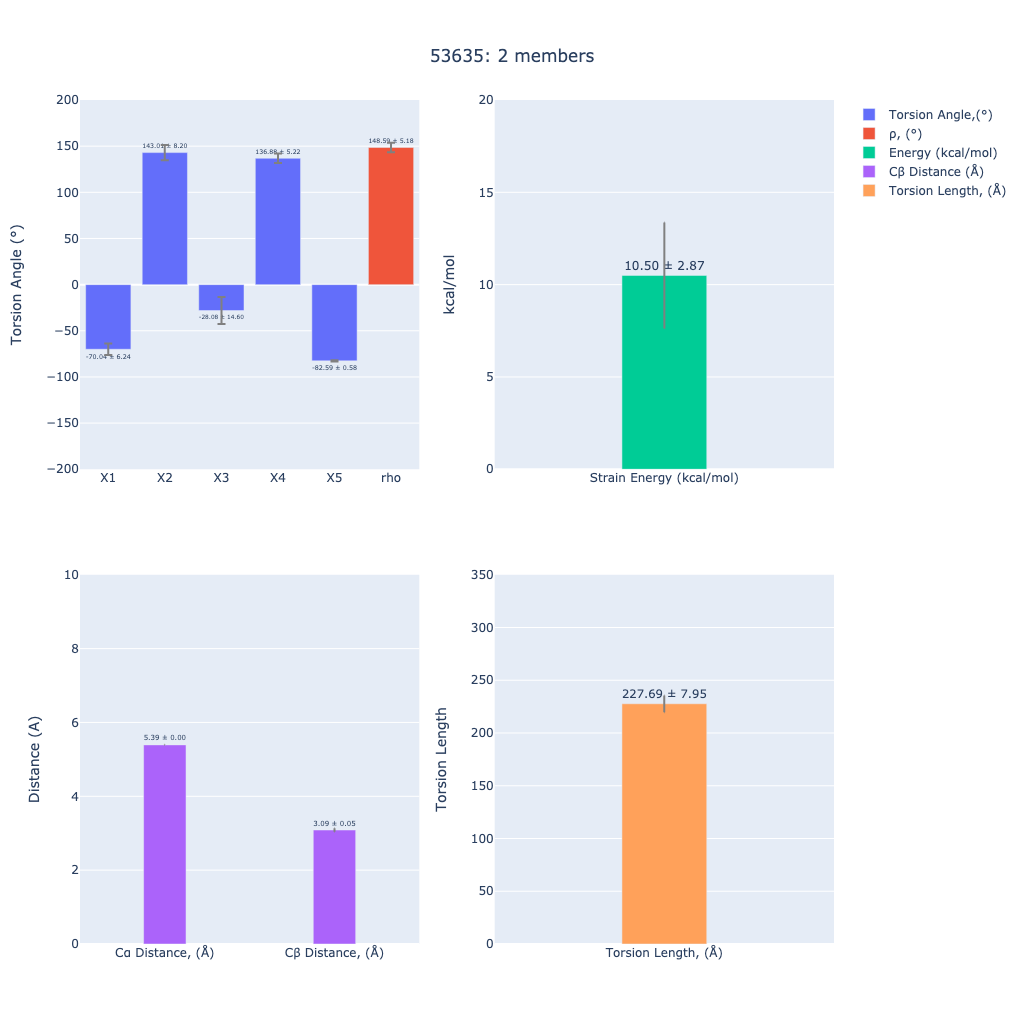 53635: 2 members
Torsion Angle (°)
200
150
100
50
0
−50
−100
−150
−200
143.09 ± 8.20
136.88 ± 5.22
148.59 ± 5.18
-70.04 ± 6.24
-28.08 ± 14.60
-82.59 ± 0.58
X1 X2 X3 X4 X5 rho
kcal/mol
20
15
10
5
0
10.50 ± 2.87
Strain Energy (kcal/mol)
Torsion Angle,(°)
ρ, (°)
Energy (kcal/mol)
Cβ Distance (Å)
Torsion Length, (Å)
Distance (A)
10
8
6
4
2
0
5.39 ± 0.00
3.09 ± 0.05
Cα Distance, (Å) Cβ Distance, (Å)
Torsion Length
350
300
250
200
150
100
50
0
227.69 ± 7.95
Torsion Length, (Å)